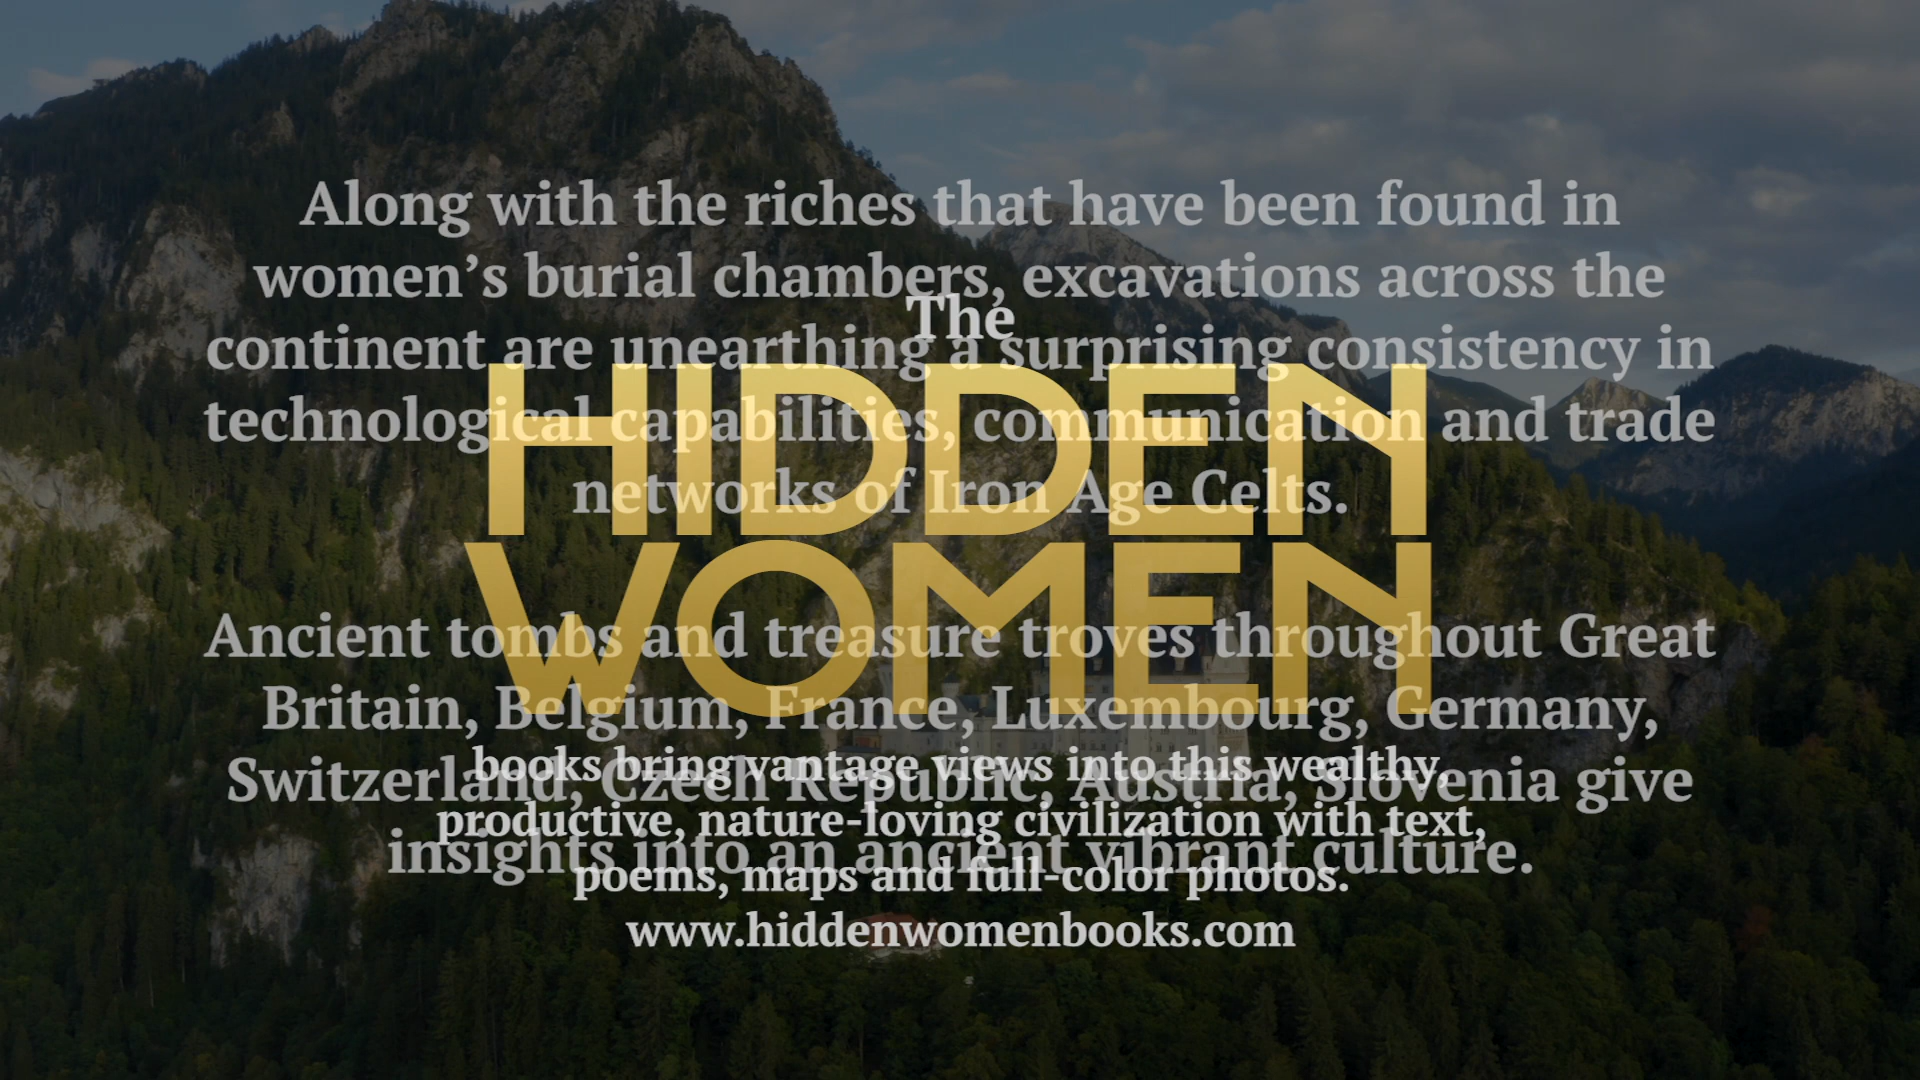 Along with the riches that have been found in
women’s burial chambers, excavations across the
continent are unearthing a surprising consistency in
technological capabilities, communication and trade
networks of Iron Age Celts.
Ancient tombs and treasure troves throughout Great
Britain, Belgium, France, Luxembourg, Germany,
Switzerland, Czech Republic, Austria, Slovenia give
insights into an ancient vibrant culture.
The
HIDDEN
WOMEN
books bring vantage views into this wealthy,
productive, nature-loving civilization with text,
poems, maps and full-color photos.
www.hiddenwomenbooks.com